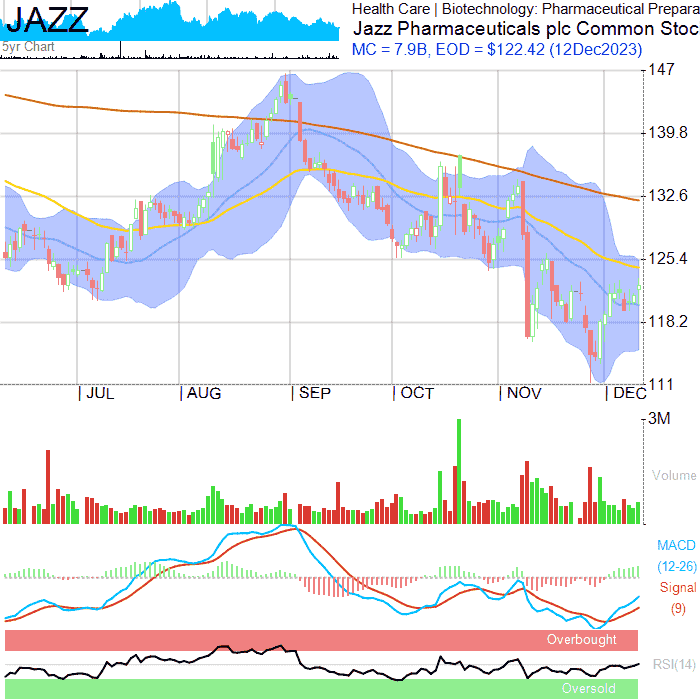 JAZZ
Health Care | Biotechnology: Pharmaceutical Prepara
Jazz Pharmaceuticals plc Common Stoc
MC = 7.9B, EOD = $122.42 (12Dec2023)
5yr Chart
147
139.8
132.6
125.4
118.2
111
JUL AUG SEP OCT NOV DEC
3M
Volume
MACD
(12-26)
Signal
(9)
Overbought
RSI(14)
Oversold